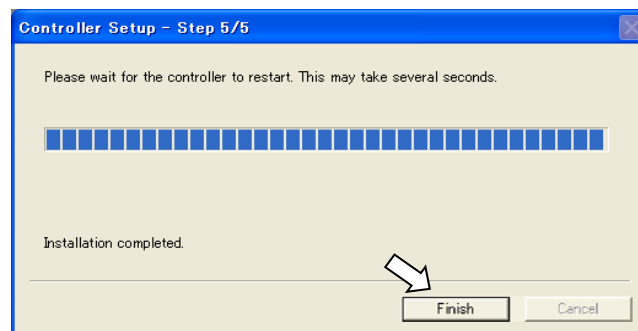 Controller Setup - Step 5/5
Please wait for the controller to restart. This may take several seconds.
Installation completed.
Finish
Cancel